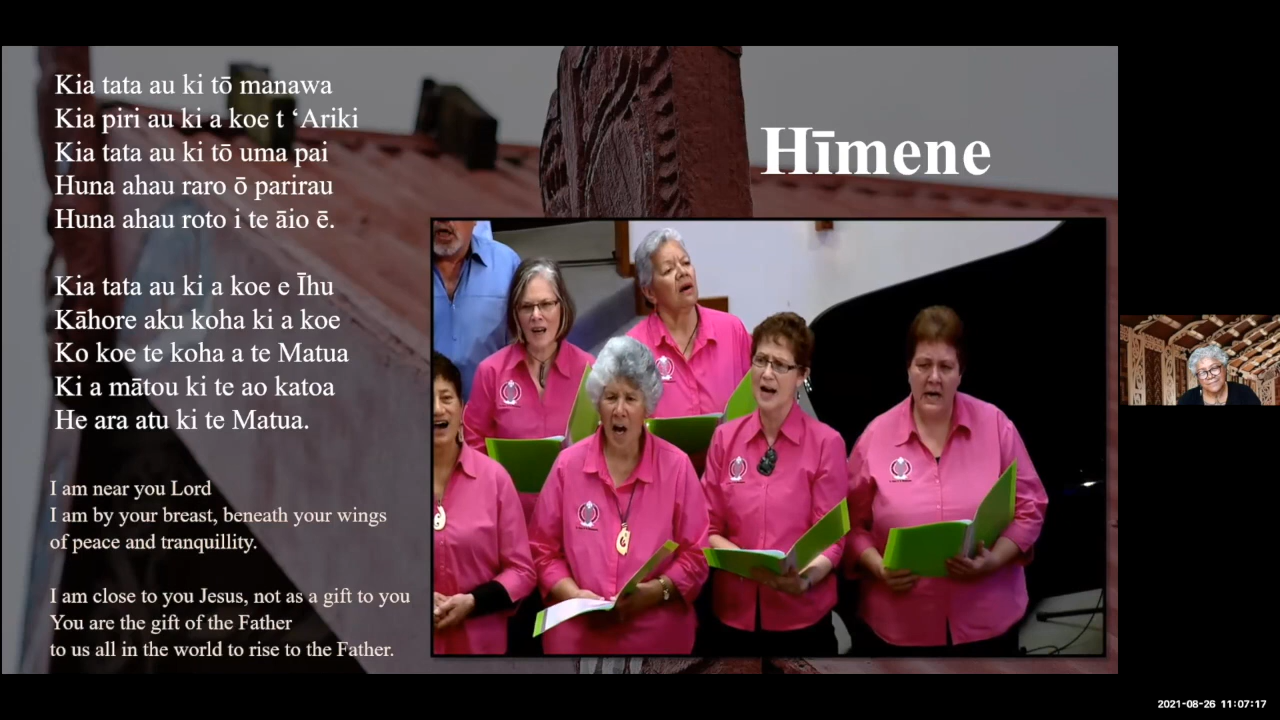 Kia tata au ki tō manawa
Kia piri au ki a koe t ‘Ariki
Kia tata au ki tō uma pai
Huna ahau raro ō parirau
Huna ahau roto i te āio ē.
Kia tata au ki a koe e Īhu
Kāhore aku koha ki a koe
Ko koe te koha a te Matua
Ki a mātou ki te ao katoa
He ara atu ki te Matua.
I am near you Lord
I am by your breast, beneath your wings
of peace and tranquillity.
I am close to you Jesus, not as a gift to you
You are the gift of the Father
to us all in the world to rise to the Father.
Hīmene
2021-08-26 11:07:17